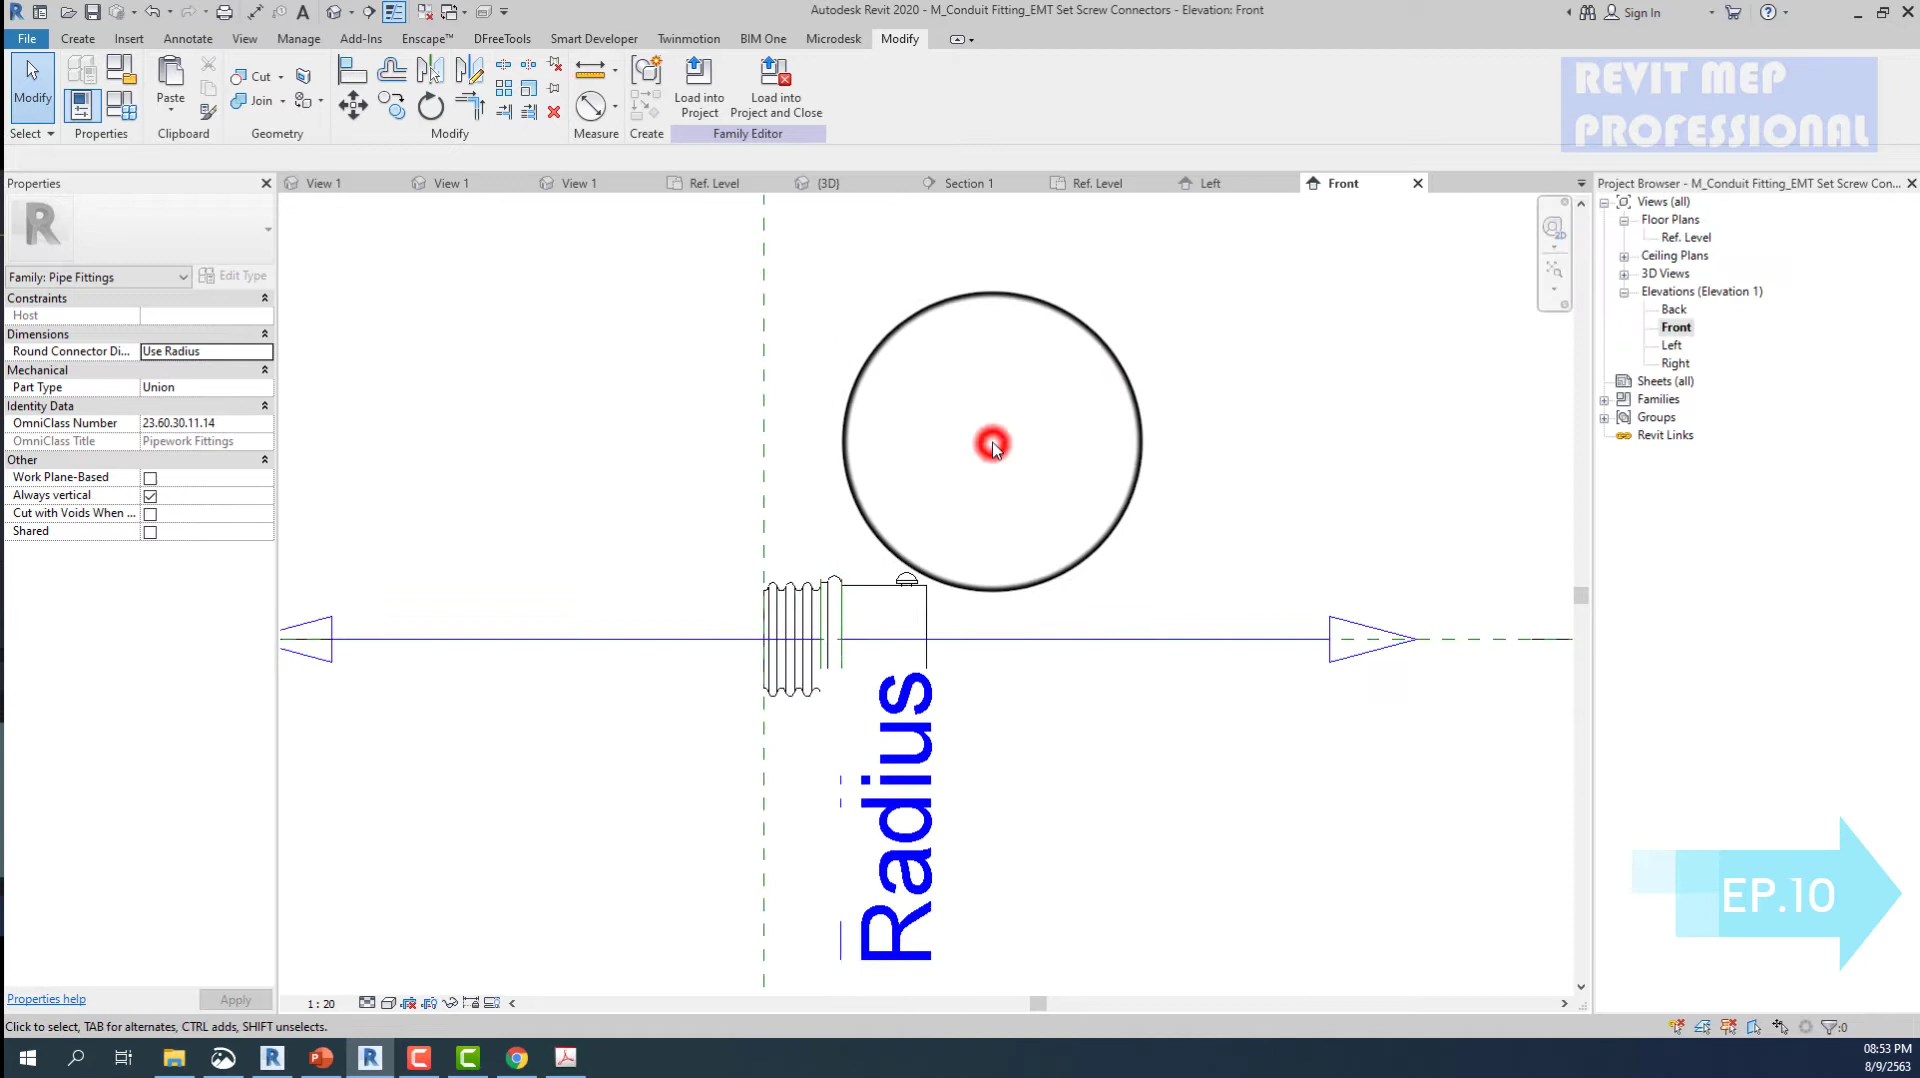 Autodesk Revit 2020 - M_Conduit Fitting_EMT Set Screw Connectors - Elevation: Front
Sign In
File Create Insert Annotate View Manage Add-Ins Enscape™ DFreeTools Smart Developer Twinmotion BIM One Microdesk Modify
Modify
Paste
Cut
Join
Load into
Project
Load into
Project and Close
Select Properties Clipboard Geometry Modify Measure Create Family Editor
REVIT MEP
PROFESSIONAL
Properties
View 1 View 1 View 1 Ref. Level {3D} Section 1 Ref. Level Left Front
Family: Pipe Fittings Edit Type
Constraints
Host
Dimensions
Round Connector Di... Use Radius
Mechanical
Part Type Union
Identity Data
OmniClass Number 23.60.30.11.14
OmniClass Title Pipework Fittings
Other
Work Plane-Based
Always vertical
Cut with Voids When ...
Shared
Properties help Apply
Radius
2D
Project Browser - M_Conduit Fitting_EMT Set Screw Con...
Views (all)
Floor Plans
Ref. Level
Ceiling Plans
3D Views
Elevations (Elevation 1)
Back
Front
Left
Right
Sheets (all)
Families
Groups
Revit Links
EP.10
1 : 20
Click to select, TAB for alternates, CTRL adds, SHIFT unselects.
:0
08:53 PM
8/9/2563